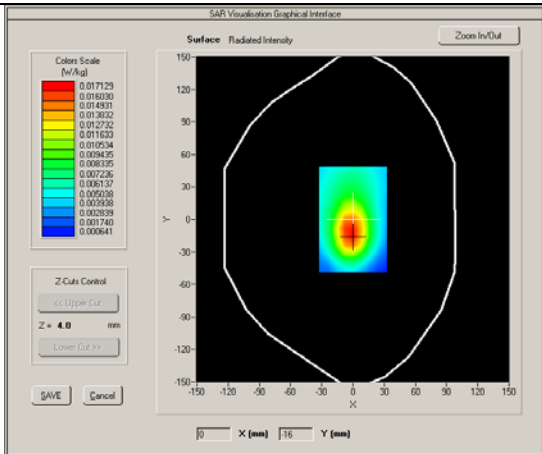 SAR Visualisation Graphical Interface
Surface Radiated Intensity
Zoom In/Out
Colors Scale
(W/kg)
0.017129
0.016030
0.014931
0.013832
0.012732
0.011633
0.010534
0.009435
0.008335
0.007236
0.006137
0.005038
0.003938
0.002839
0.001740
0.000641
Z-Cuts Control
<< Upper Cut
Z = 4.0 mm
Lower Cut >>
SAVE Cancel
150-
120-
90-
60-
30-
0-
-30-
-60-
-90-
-120-
-150-
Y
-150 -120 -90 -60 -30 0 30 60 90 120 150
X
0 X (mm) -16 Y (mm)